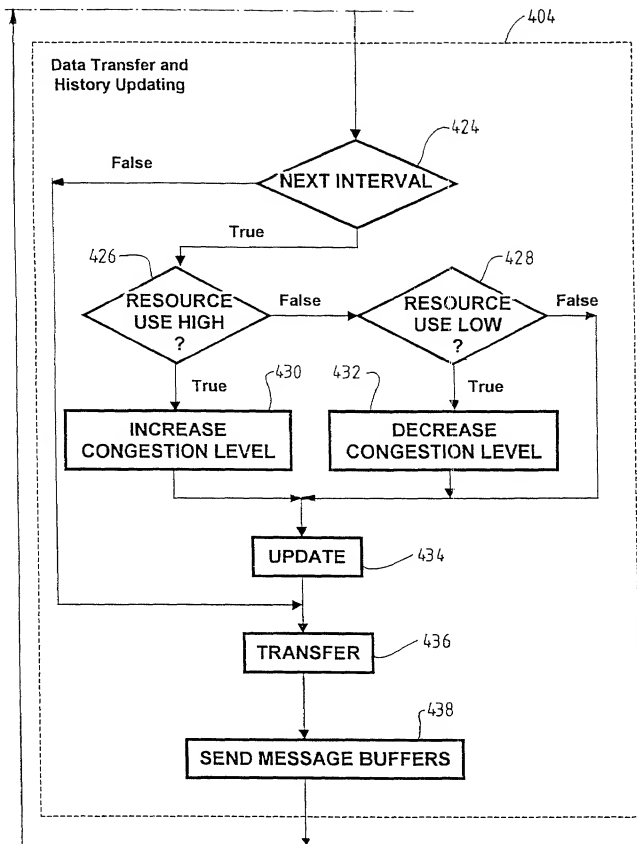 404
Data Transfer and
History Updating
424
False
NEXT INTERVAL
True
426
428
RESOURCE
USE HIGH
?
False
RESOURCE
USE LOW
?
False
True
True
430
432
INCREASE
CONGESTION LEVEL
DECREASE
CONGESTION LEVEL
UPDATE
434
TRANSFER
436
438
SEND MESSAGE BUFFERS